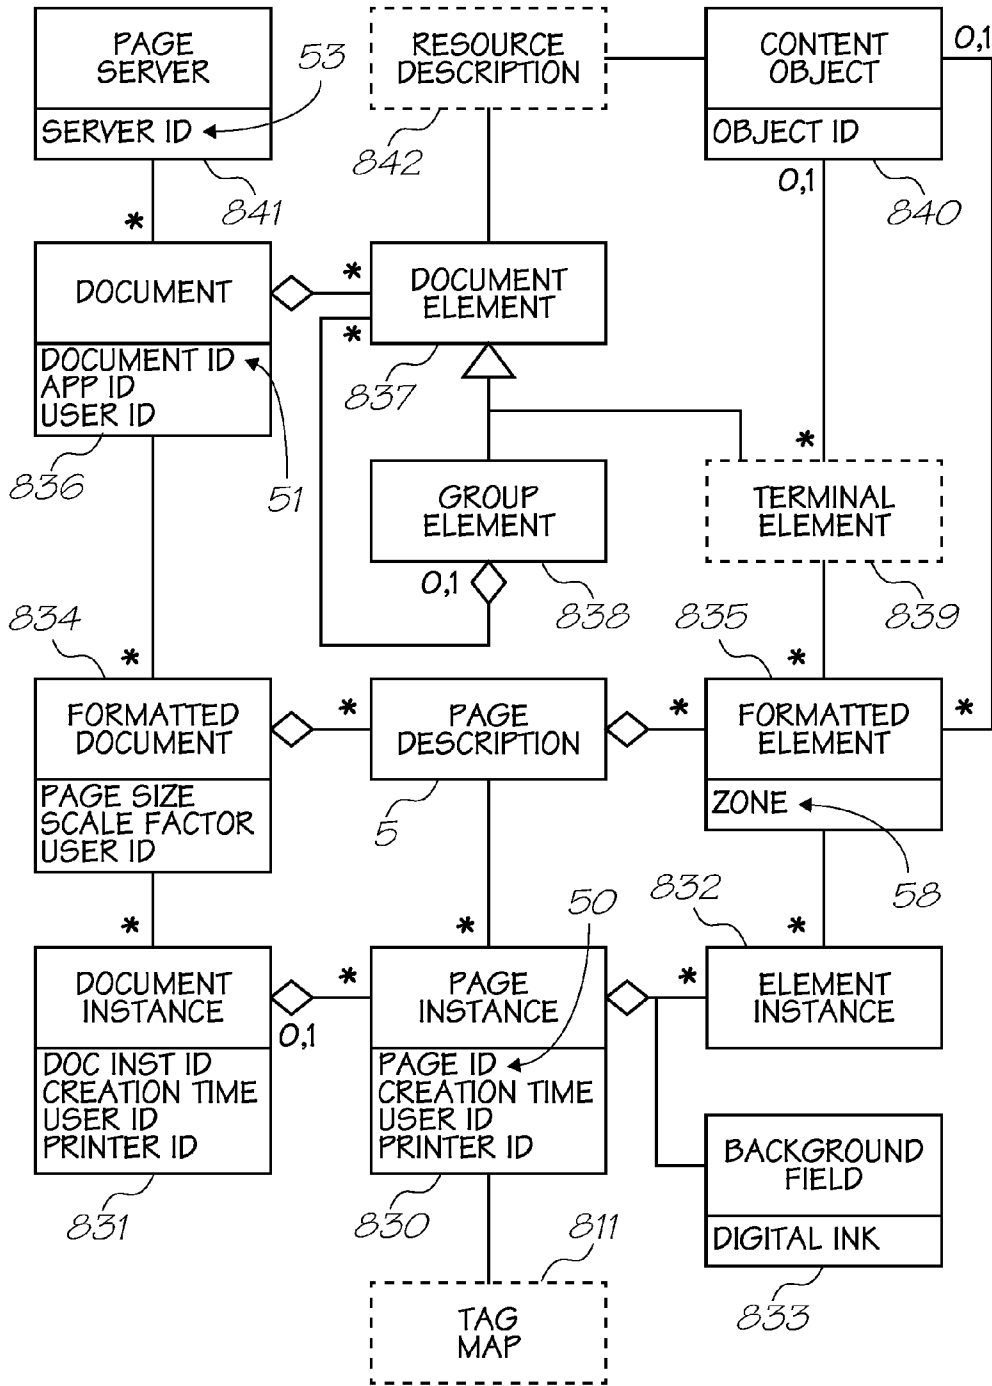 PAGE
SERVER
SERVER ID
53
841
RESOURCE
DESCRIPTION
842
CONTENT
OBJECT
OBJECT ID
0,1
0,1
840
*
DOCUMENT
DOCUMENT ID
APP ID
USER ID
836
51
*
*
DOCUMENT
ELEMENT
837
GROUP
ELEMENT
0,1
838
*
TERMINAL
ELEMENT
839
834
*
FORMATTED
DOCUMENT
PAGE SIZE
SCALE FACTOR
USER ID
*
PAGE
DESCRIPTION
5
835
*
*
*
FORMATTED
ELEMENT
ZONE
58
*
DOCUMENT
INSTANCE
0,1
DOC INST ID
CREATION TIME
USER ID
PRINTER ID
831
50
*
*
PAGE
INSTANCE
PAGE ID
CREATION TIME
USER ID
PRINTER ID
830
832
*
*
ELEMENT
INSTANCE
BACKGROUND
FIELD
DIGITAL INK
833
811
TAG
MAP